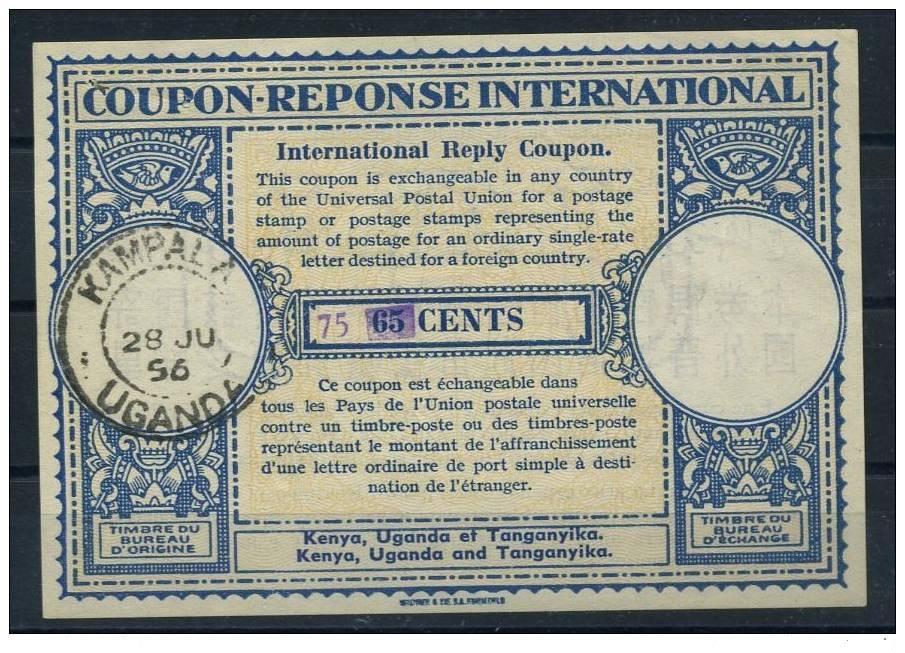 COUPON-REPONSE INTERNATIONAL
International Reply Coupon.
This coupon is exchangeable in any country
of the Universal Postal Union for a postage
stamp or postage stamps representing the
amount of postage for an ordinary single-rate
letter destined for a foreign country.
75 65 CENTS
KAMPALA
28 JU
56
UGANDA
Ce coupon est échangeable dans
tous les Pays de l'Union postale universelle
contre un timbre-poste ou des timbres-poste
représentant le montant de l'affranchissement
d'une lettre ordinaire de port simple à desti-
nation de l'étranger.
TIMBRE DU
BUREAU
D'ORIGINE
Kenya, Uganda et Tanganyika.
Kenya, Uganda and Tanganyika.
TIMBRE DU
BUREAU
D'ÉCHANGE